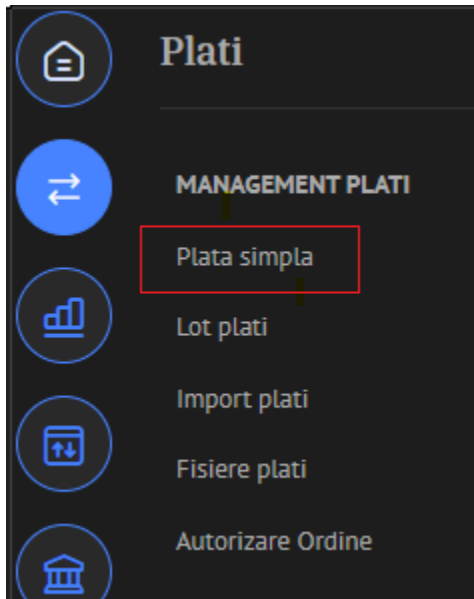 Plati
MANAGEMENT PLATI
Plata simpla
Lot plati
Import plati
Fisiere plati
Autorizare Ordine